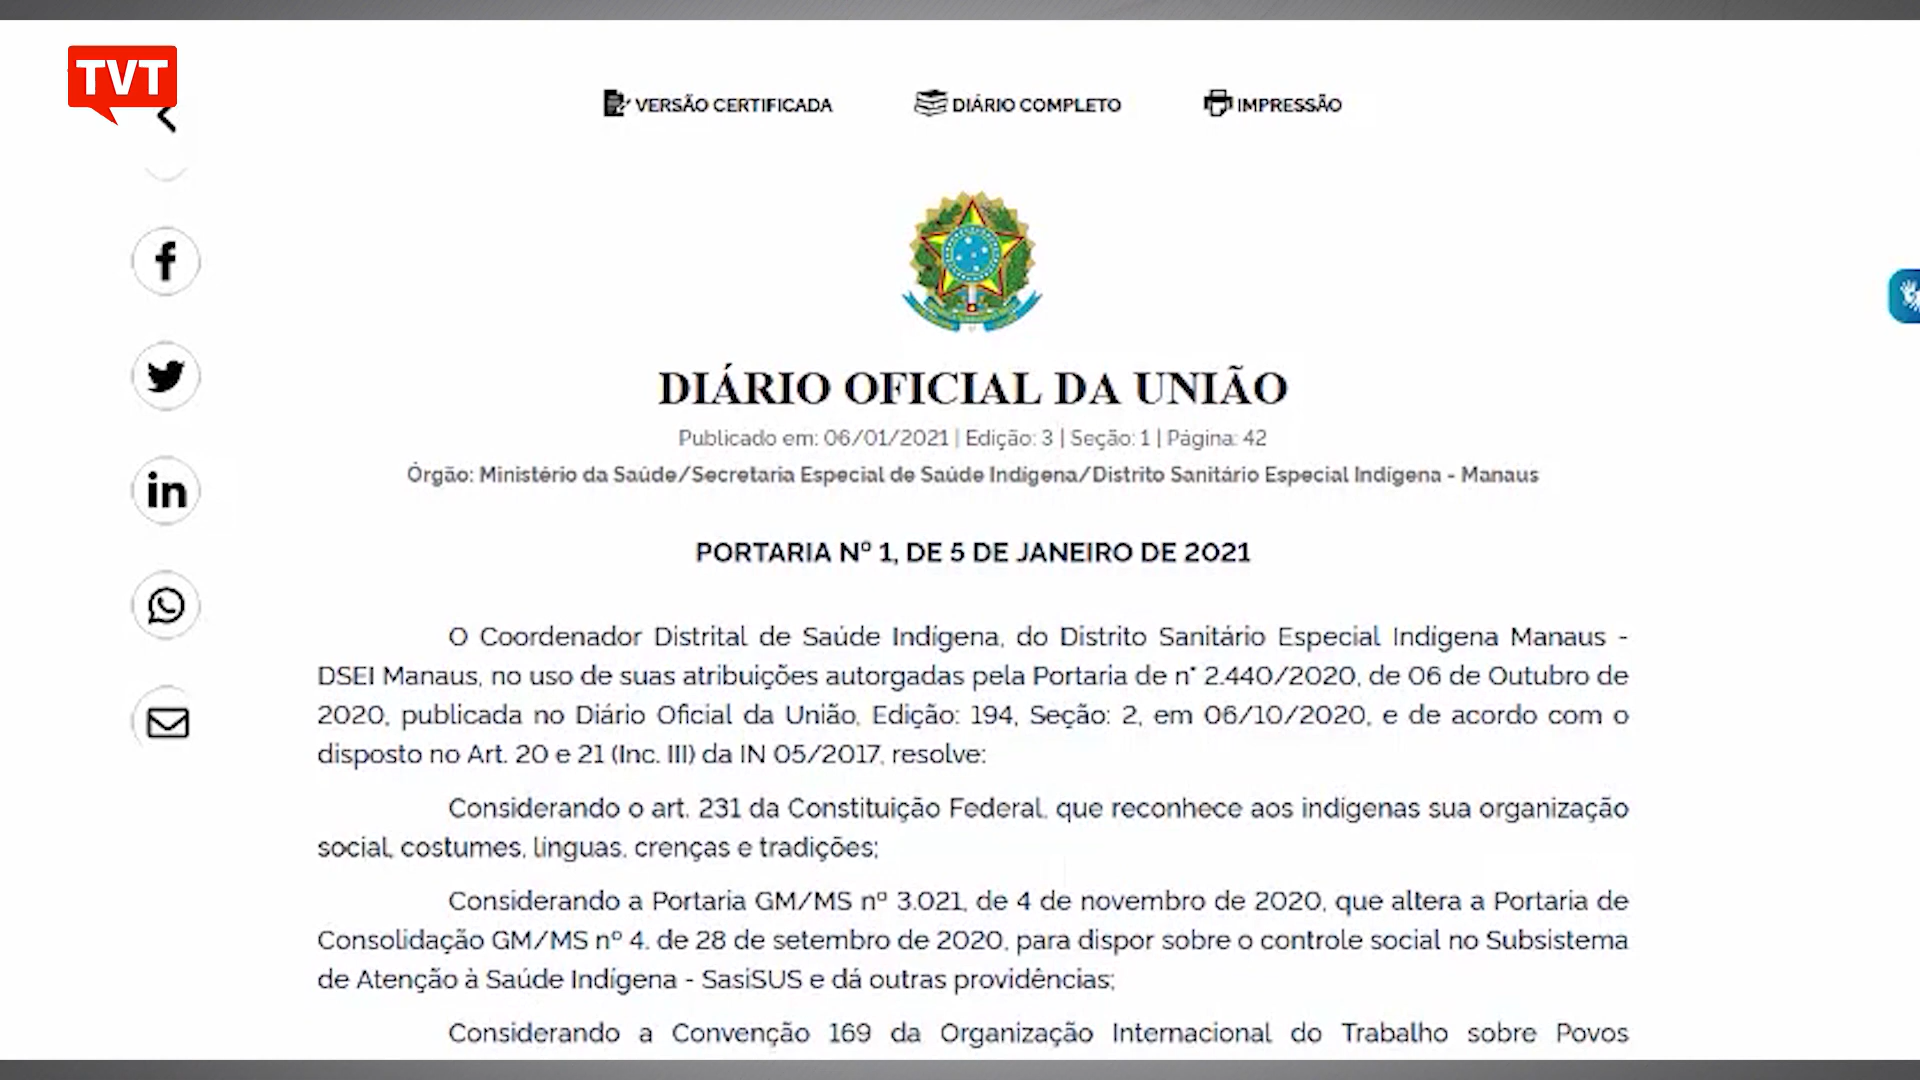 TVT
VERSÃO CERTIFICADA DIÁRIO COMPLETO IMPRESSÃO
DIÁRIO OFICIAL DA UNIÃO
Publicado em: 06/01/2021 | Edição: 3 | Seção: 1 | Página: 42
Órgão: Ministério da Saúde/Secretaria Especial de Saúde Indígena/Distrito Sanitário Especial Indígena - Manaus
PORTARIA Nº 1, DE 5 DE JANEIRO DE 2021
O Coordenador Distrital de Saúde Indígena, do Distrito Sanitário Especial Indígena Manaus -
DSEI Manaus, no uso de suas atribuições autorgadas pela Portaria de n° 2.440/2020, de 06 de Outubro de
2020, publicada no Diário Oficial da União, Edição: 194, Seção: 2, em 06/10/2020, e de acordo com o
disposto no Art. 20 e 21 (Inc. III) da IN 05/2017, resolve:
Considerando o art. 231 da Constituição Federal, que reconhece aos indígenas sua organização
social, costumes, línguas, crenças e tradições;
Considerando a Portaria GM/MS nº 3.021, de 4 de novembro de 2020, que altera a Portaria de
Consolidação GM/MS nº 4, de 28 de setembro de 2020, para dispor sobre o controle social no Subsistema
de Atenção à Saúde Indígena - SasiSUS e dá outras providências;
Considerando a Convenção 169 da Organização Internacional do Trabalho sobre Povos